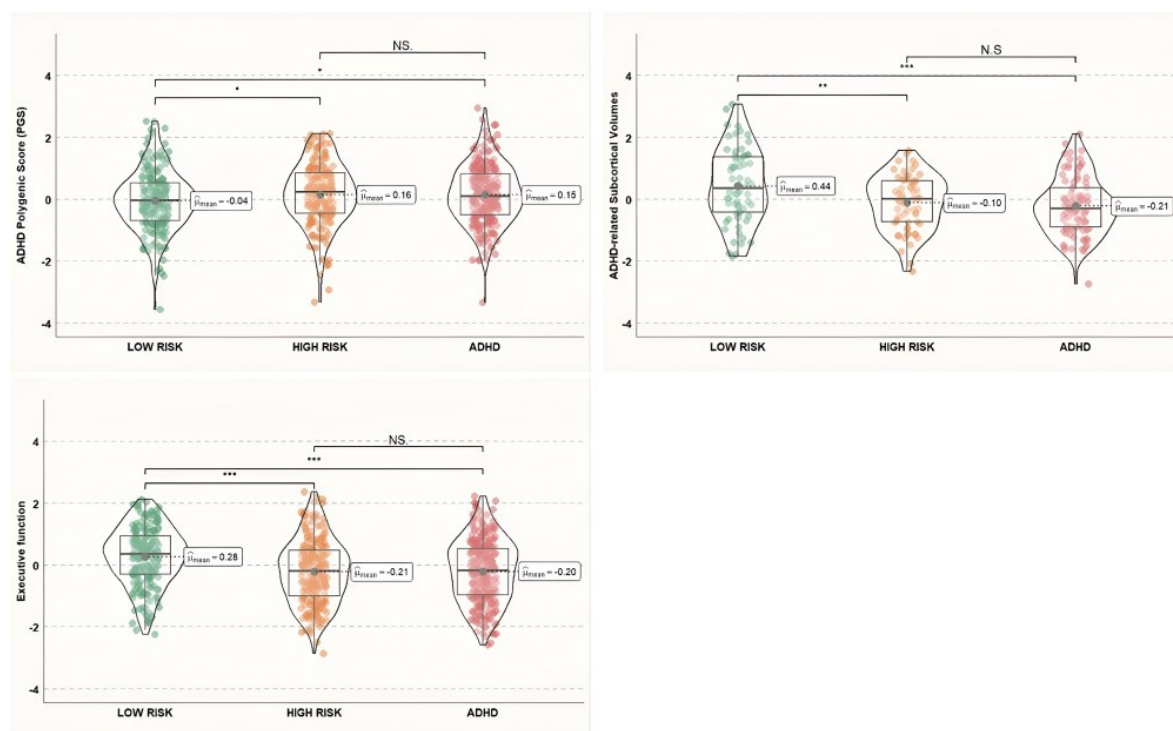 NS.
*
*
4
2
0
-2
-4
ADHD Polygenic Score (PGS)
μ̂mean = -0.04
μ̂mean = 0.16
μ̂mean = 0.15
LOW RISK
HIGH RISK
ADHD
N.S
***
**
4
2
0
-2
-4
ADHD-related Subcortical Volumes
μ̂mean = 0.44
μ̂mean = -0.10
μ̂mean = -0.21
LOW RISK
HIGH RISK
ADHD
NS.
***
***
4
2
0
-2
-4
Executive function
μ̂mean = 0.28
μ̂mean = -0.21
μ̂mean = -0.20
LOW RISK
HIGH RISK
ADHD